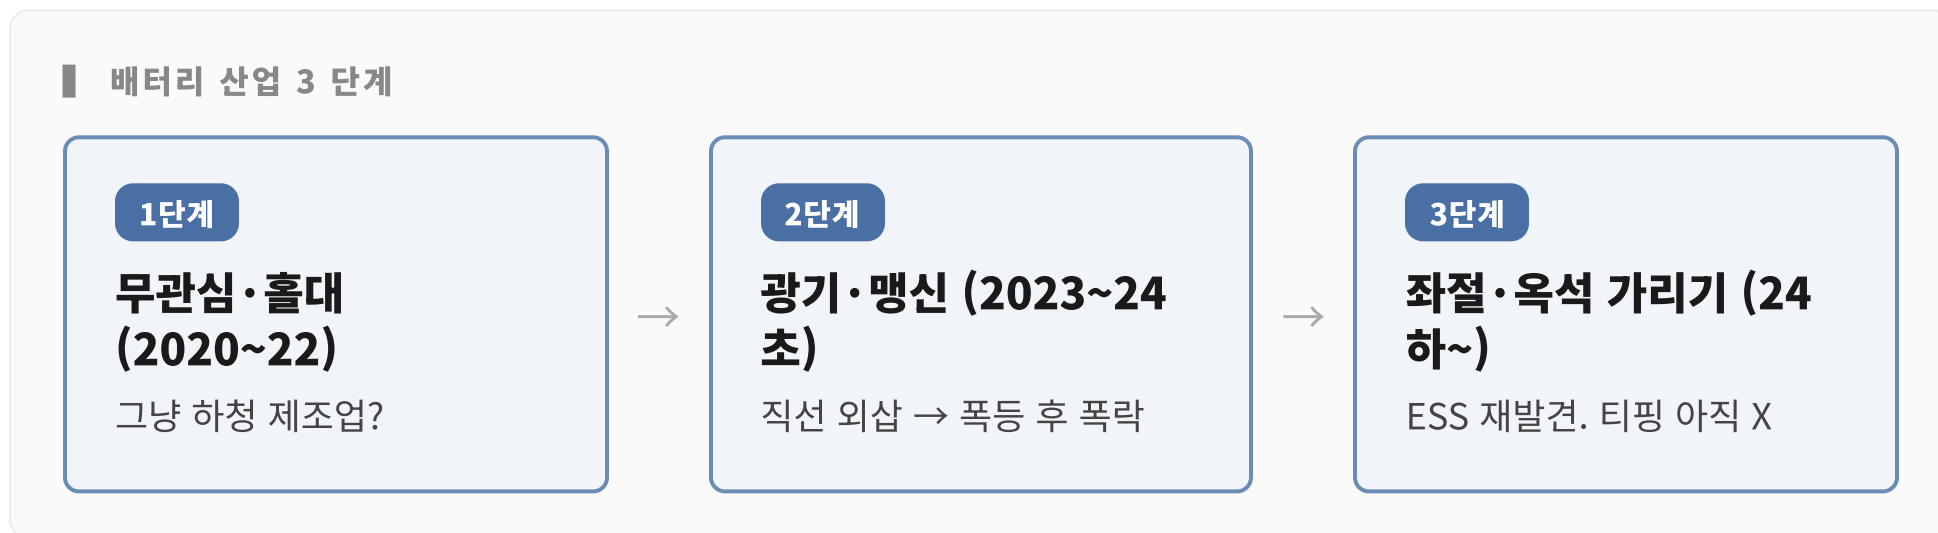 배터리 산업 3 단계
1단계
무관심·홀대
(2020~22)
그냥 하청 제조업?
→
2단계
광기·맹신 (2023~24
초)
직선 외삽 → 폭등 후 폭락
→
3단계
좌절·옥석 가리기 (24
하~)
ESS 재발견. 티핑 아직 X